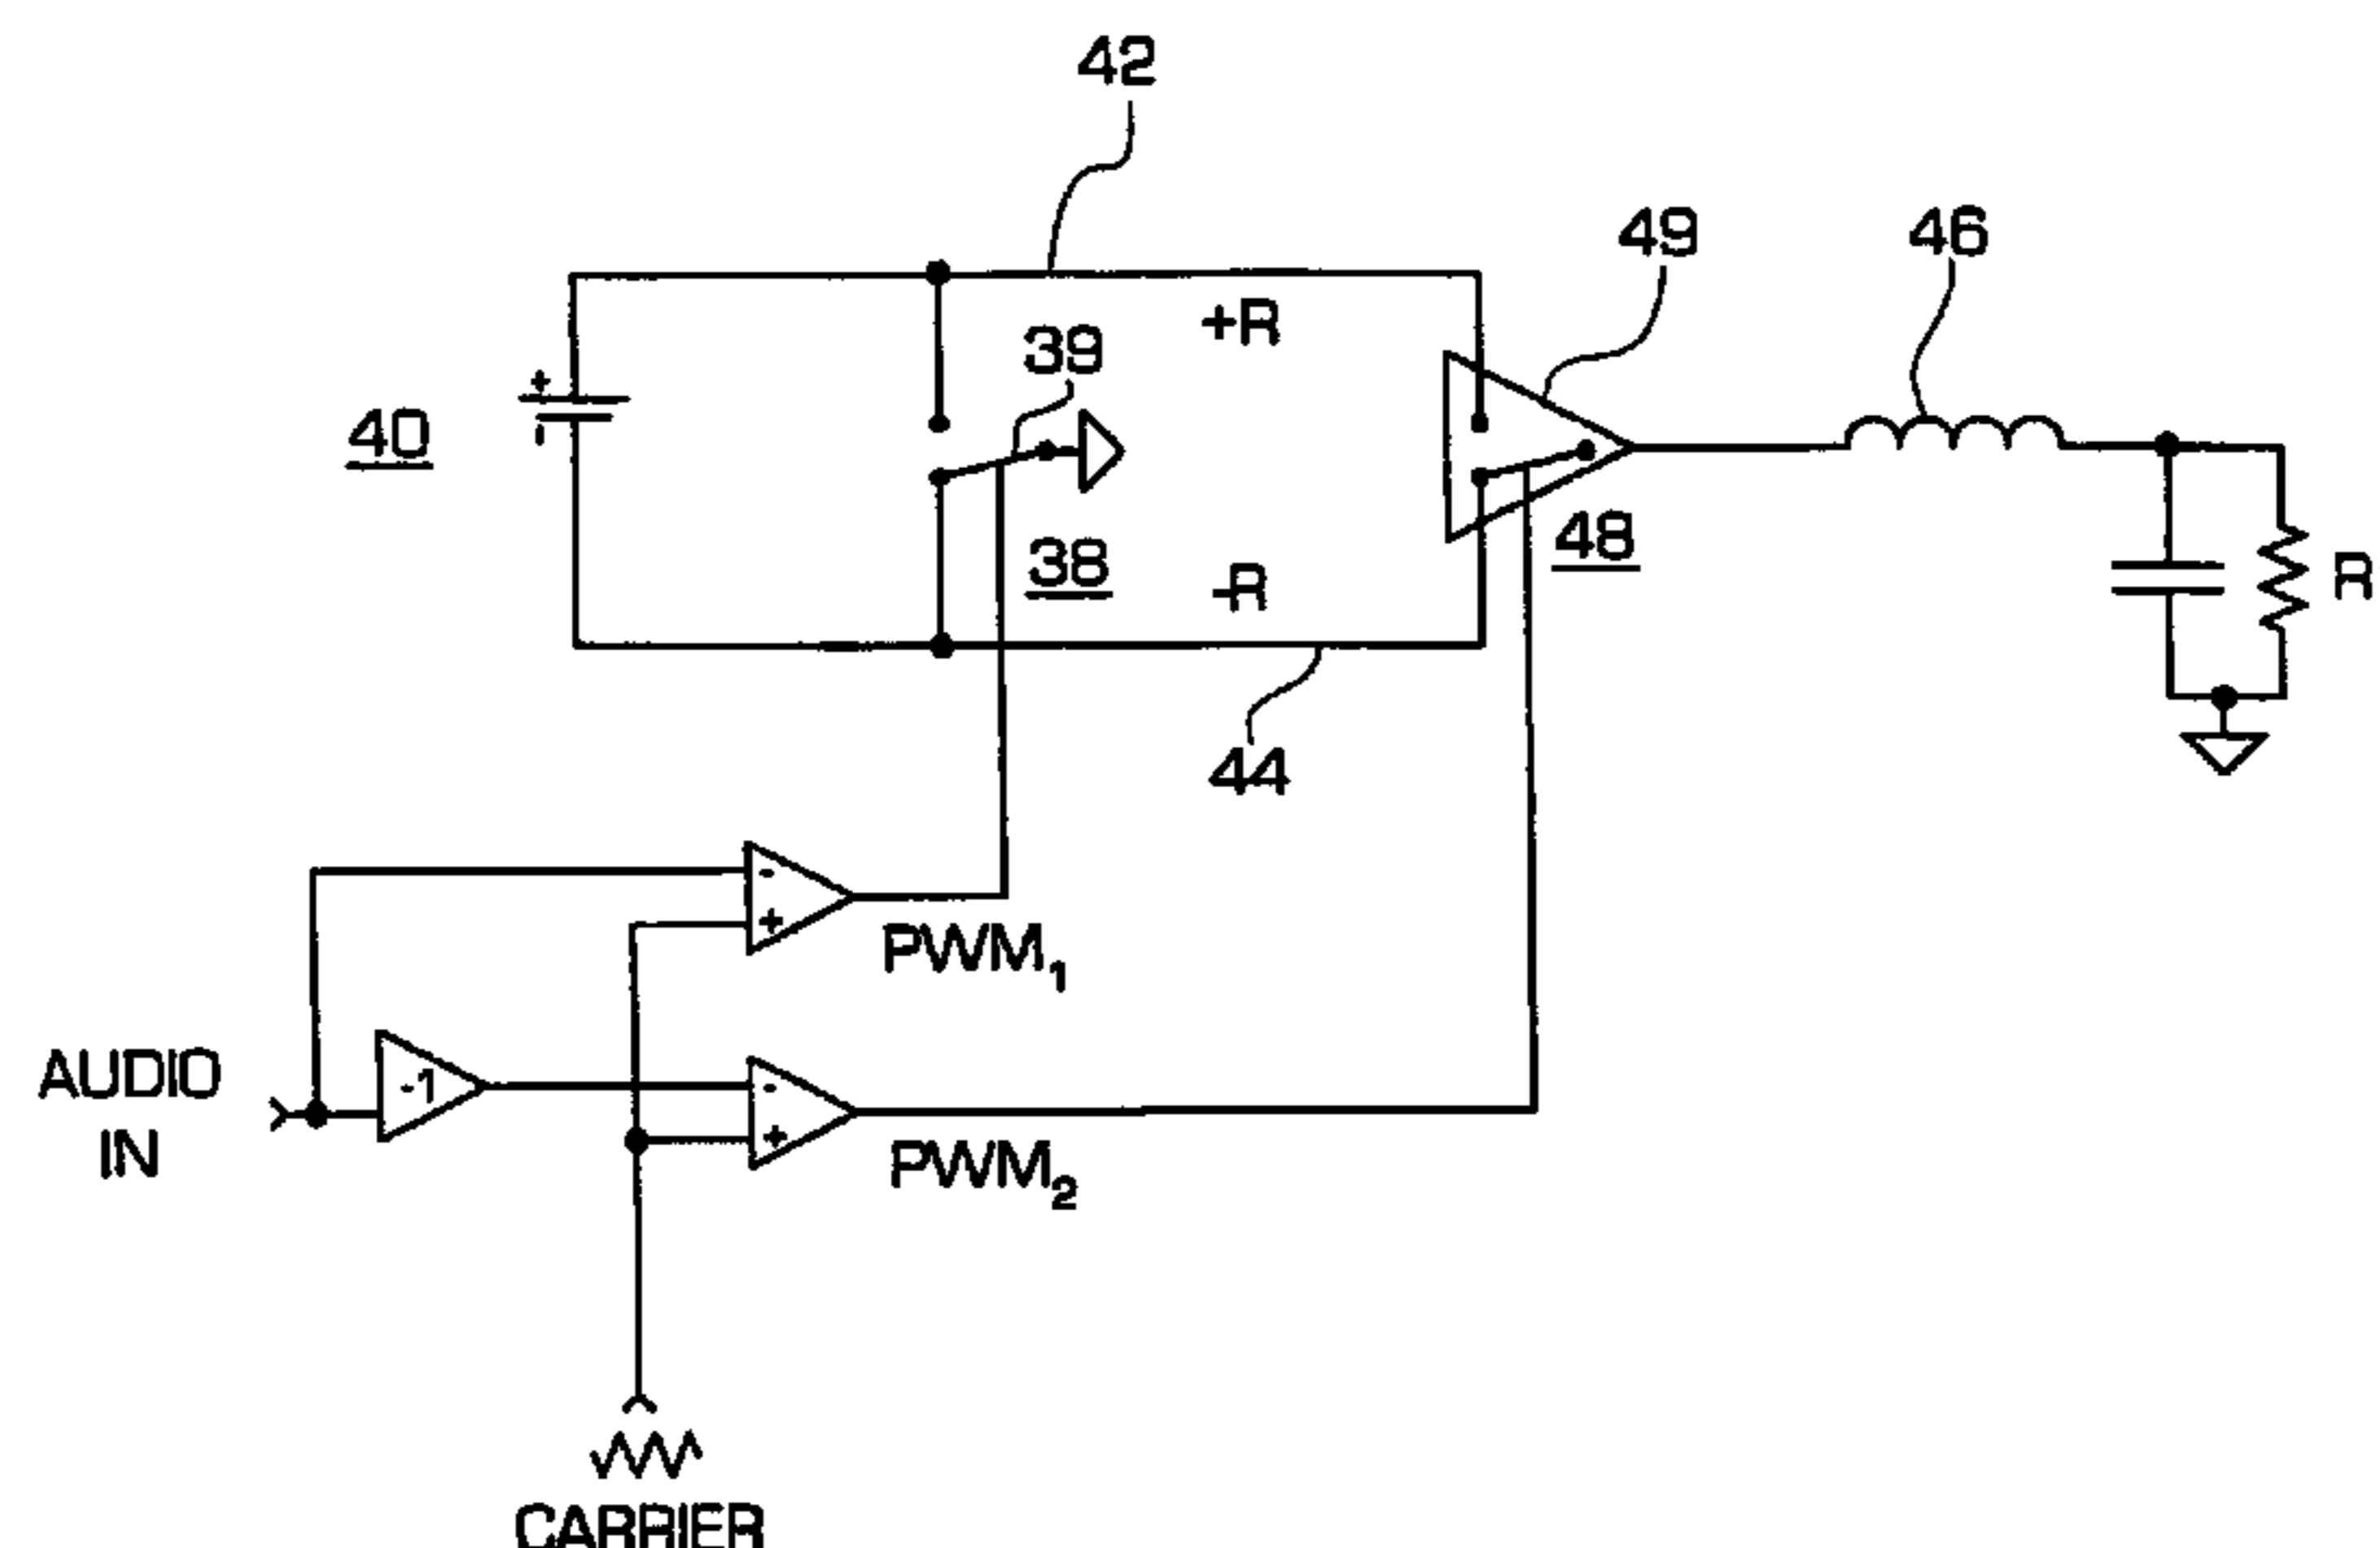 42
49
46
+R
39
+
40
-
48
38
-R
R
44
-
+
PWM1
AUDIO
IN
-1
-
+
PWM2
CARRIER